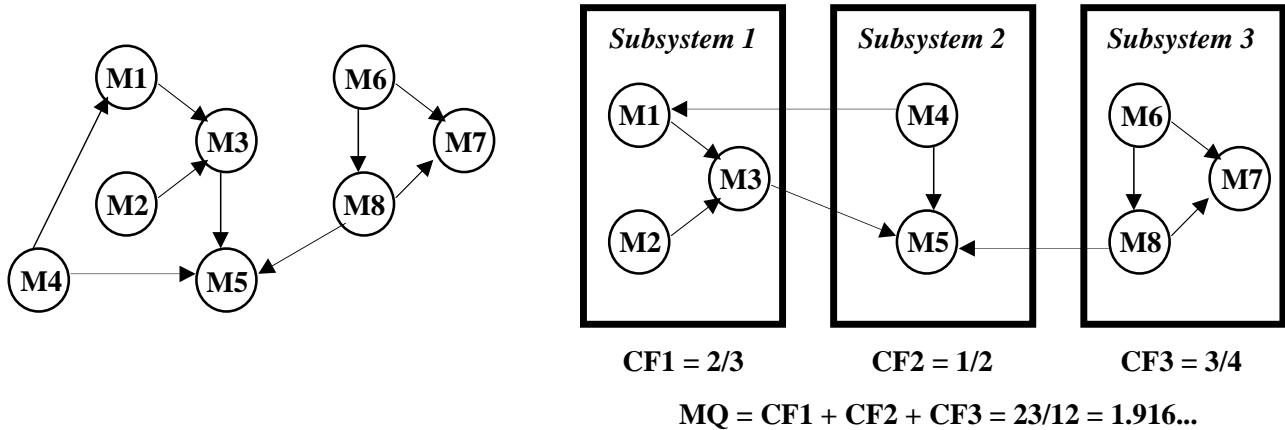 M1
M6
M3
M7
M2
M8
M4
M5
Subsystem 1
Subsystem 2
Subsystem 3
M1
M4
M6
M3
M7
M2
M5
M8
CF1 = 2/3
CF2 = 1/2
CF3 = 3/4
MQ = CF1 + CF2 + CF3 = 23/12 = 1.916...